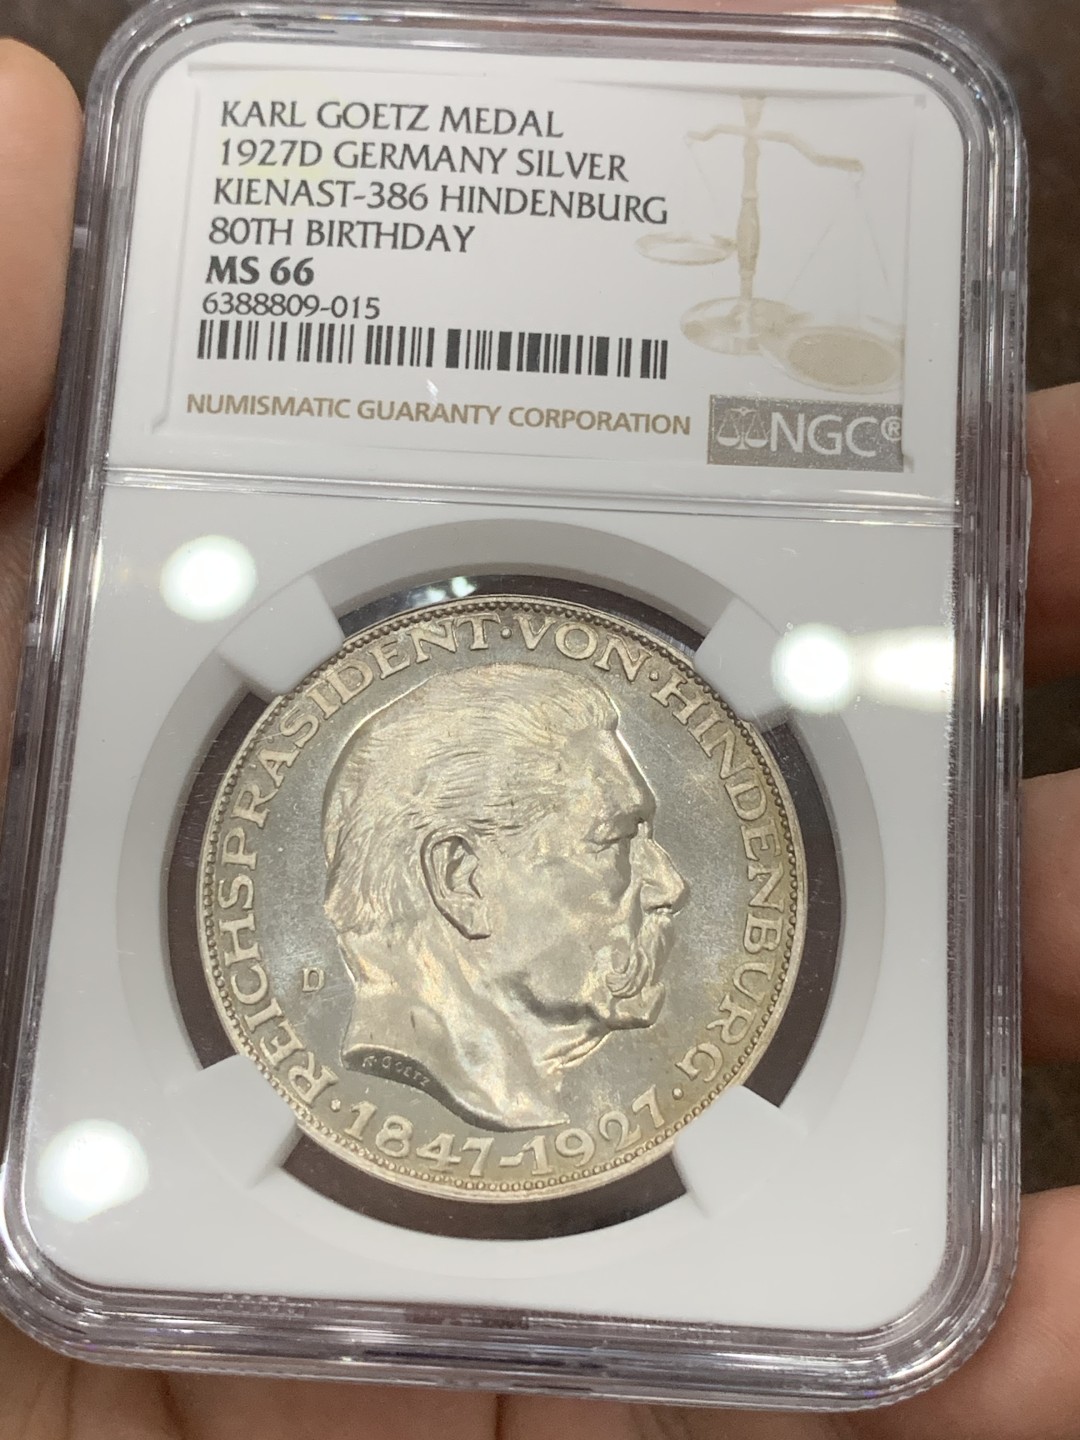 KARL GOETZ MEDAL
1927D GERMANY SILVER
KIENAST-386 HINDENBURG
80TH BIRTHDAY
MS 66
6388809-015
NUMISMATIC GUARANTY CORPORATION
NGC®
REICHSPRÄSIDENT·VON·HINDENBURG·
D
K·GOETZ
1847-1927